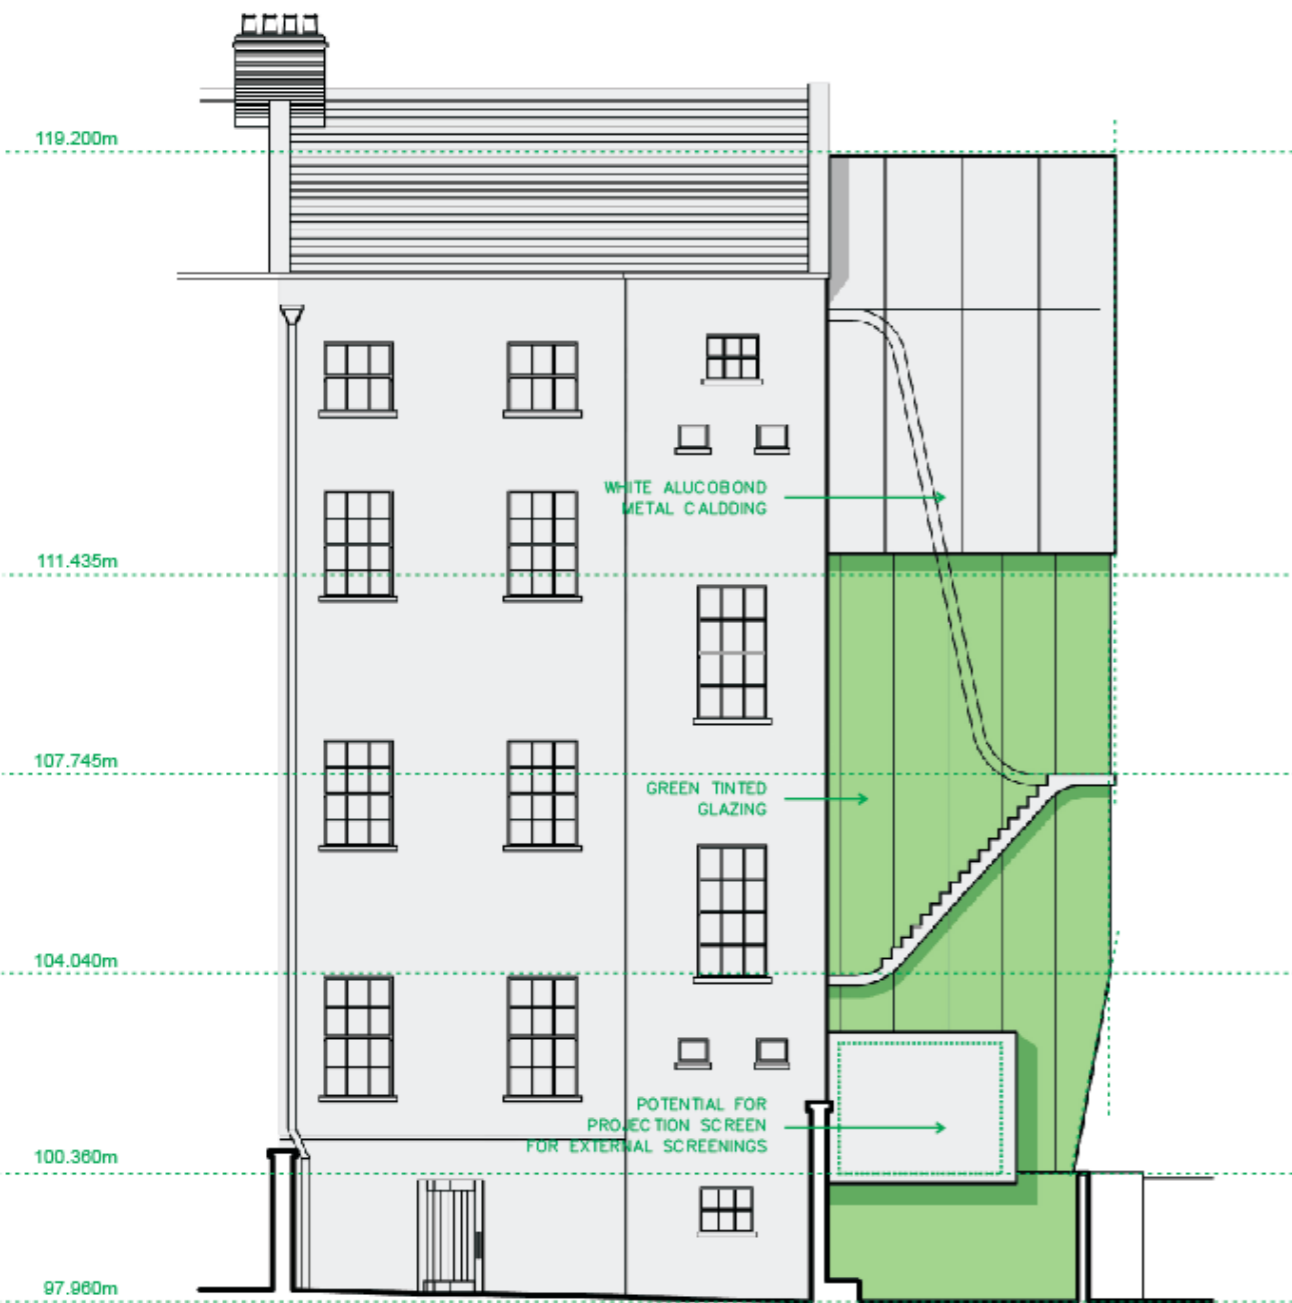 119.200m
WHITE ALUCOBOND
METAL CALDDING
111.435m
107.745m
GREEN TINTED
GLAZING
104.040m
POTENTIAL FOR
PROJECTION SCREEN
FOR EXTERNAL SCREENINGS
100.360m
97.960m